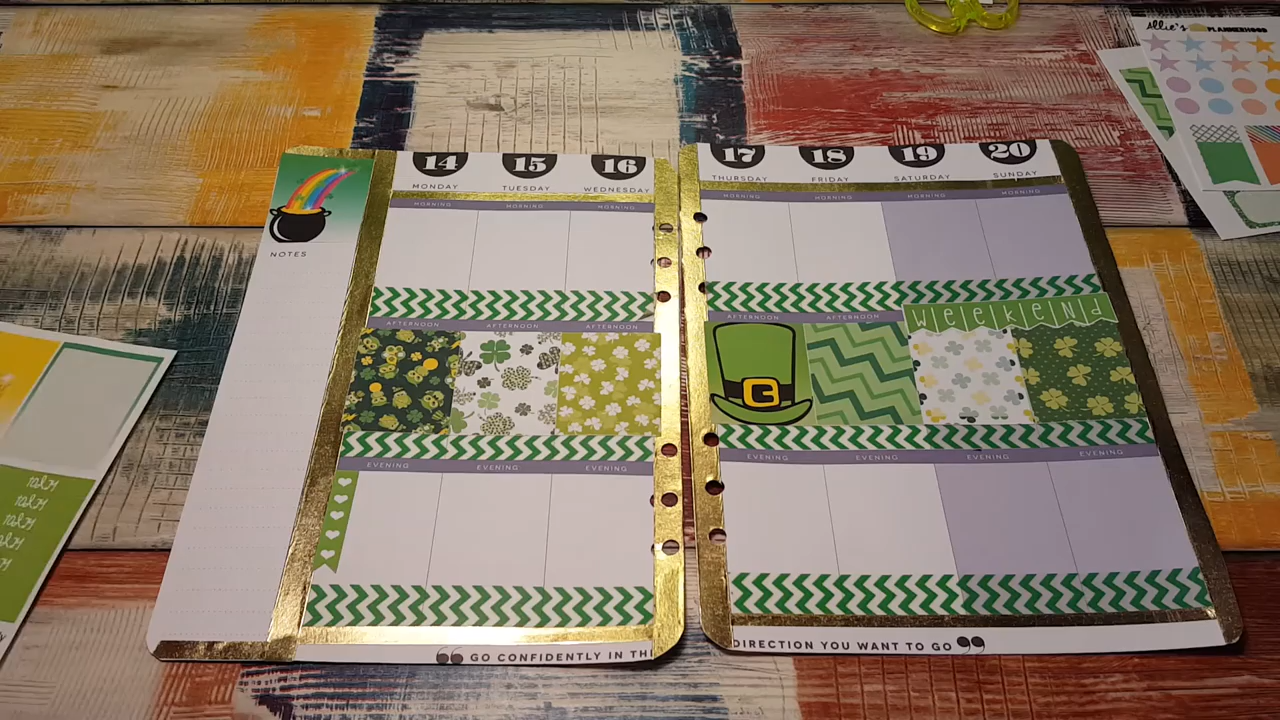 Allie's PLANNERHOOD
14 15 16 17 18 19 20
MONDAY TUESDAY WEDNESDAY THURSDAY FRIDAY SATURDAY SUNDAY
MORNING MORNING MORNING MORNING MORNING MORNING MORNING
NOTES
AFTERNOON AFTERNOON AFTERNOON AFTERNOON AFTERNOON
WEEKEND
EVENING EVENING EVENING EVENING EVENING EVENING EVENING
GO CONFIDENTLY IN THE DIRECTION YOU WANT TO GO